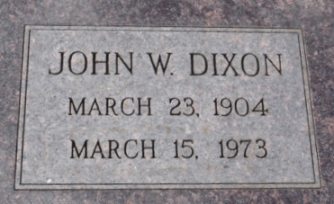 JOHN W. DIXON
MARCH 23, 1904
MARCH 15, 1973